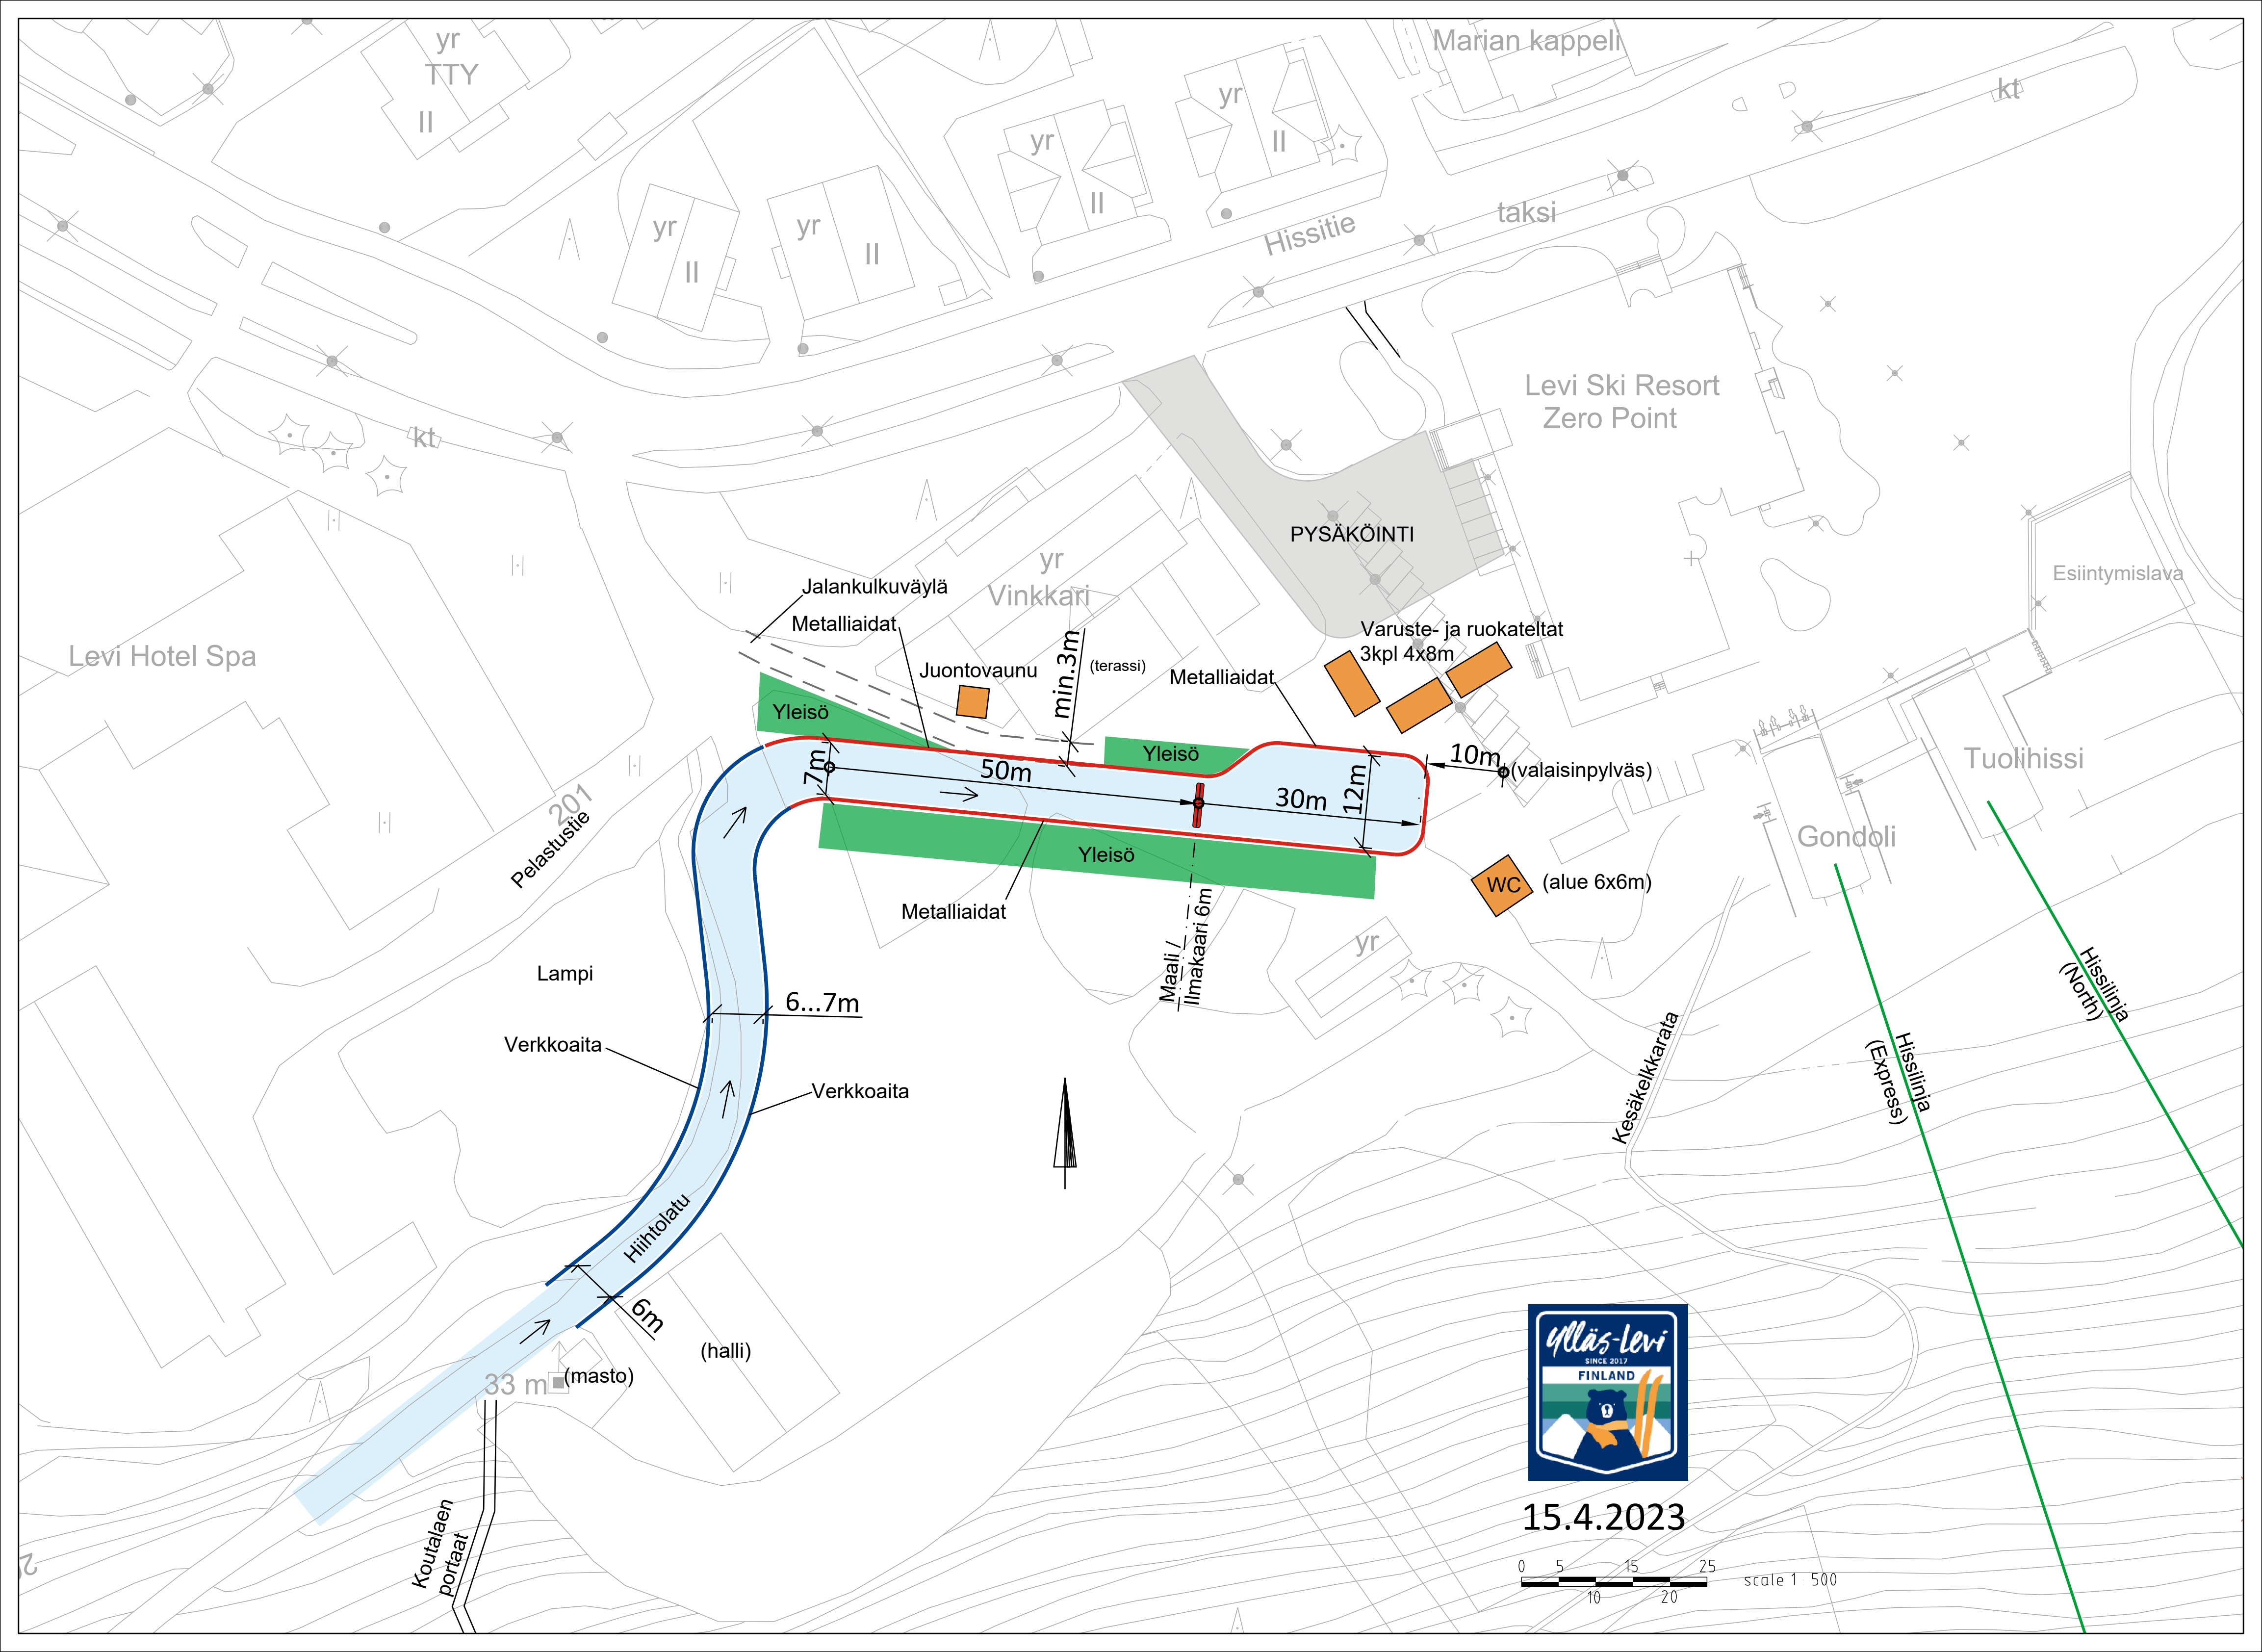 yr
TTY
II
Marian kappeli
kt
yr
II
yr
II
yr
II
yr
II
Hissitie
taksi
kt
Levi Ski Resort
Zero Point
PYSÄKÖINTI
yr
Vinkkari
Esiintymislava
Levi Hotel Spa
Jalankulkuväylä
Metalliaidat
Juontovaunu
min.3m
(terassi)
Metalliaidat
Varuste- ja ruokateltat
3kpl 4x8m
Yleisö
Yleisö
7m
50m
30m
12m
10m
(valaisinpylväs)
Tuolihissi
Gondoli
201
Pelastustie
Yleisö
Metalliaidat
WC
(alue 6x6m)
yr
Maali /
Ilmakaari 6m
Lampi
6...7m
Verkkoaita
Verkkoaita
Kesäkelkkarata
Hissilinja
(Express)
Hissilinja
(North)
Hiihtolatu
6m
(halli)
33 m
(masto)
Koutalaen
portaat
Ylläs-Levi
SINCE 2017
FINLAND
15.4.2023
0 5 15 25
10 20
scale 1 500